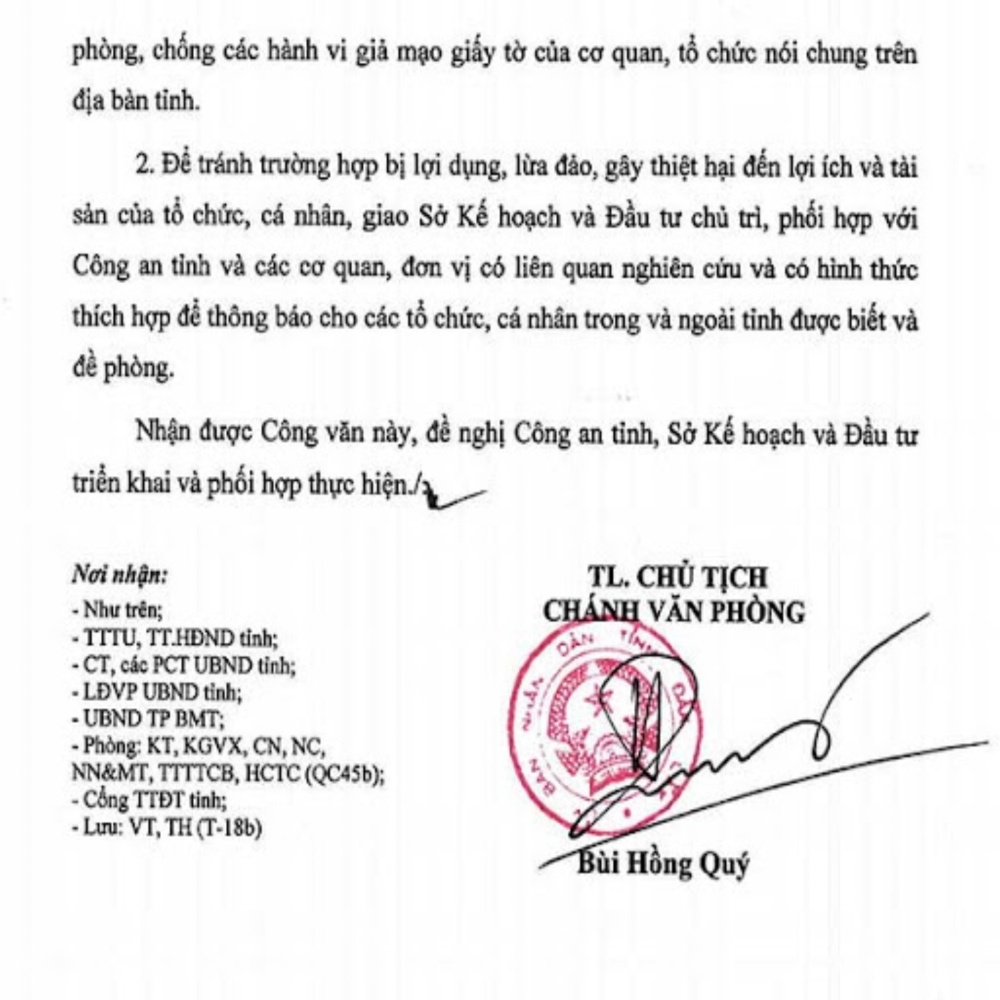 phòng, chống các hành vi giả mạo giấy tờ của cơ quan, tổ chức nói chung trên
địa bàn tỉnh.
2. Để tránh trường hợp bị lợi dụng, lừa đảo, gây thiệt hại đến lợi ích và tài
sản của tổ chức, cá nhân, giao Sở Kế hoạch và Đầu tư chủ trì, phối hợp với
Công an tỉnh và các cơ quan, đơn vị có liên quan nghiên cứu và có hình thức
thích hợp để thông báo cho các tổ chức, cá nhân trong và ngoài tỉnh được biết và
đề phòng.
Nhận được Công văn này, đề nghị Công an tỉnh, Sở Kế hoạch và Đầu tư
triển khai và phối hợp thực hiện./.
Nơi nhận:
- Như trên;
- TTTU, TT.HĐND tỉnh;
- CT, các PCT UBND tỉnh;
- LĐVP UBND tỉnh;
- UBND TP BMT;
- Phòng: KT, KGVX, CN, NC,
NN&MT, TTTTCB, HCTC (QC45b);
- Cổng TTĐT tỉnh;
- Lưu: VT, TH (T-18b)
TL. CHỦ TỊCH
CHÁNH VĂN PHÒNG
BAN NHÂN DÂN TỈNH
Bùi Hồng Quý